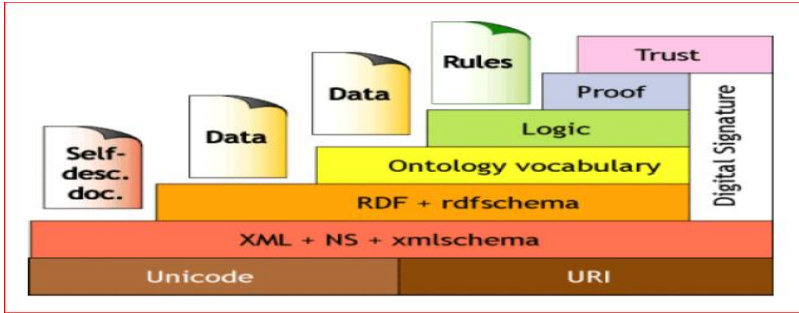 Rules
Trust
Data
Proof
Data
Logic
Self-
desc.
doc.
Ontology vocabulary
Digital Signature
RDF + rdfschema
XML + NS + xmlschema
Unicode
URI